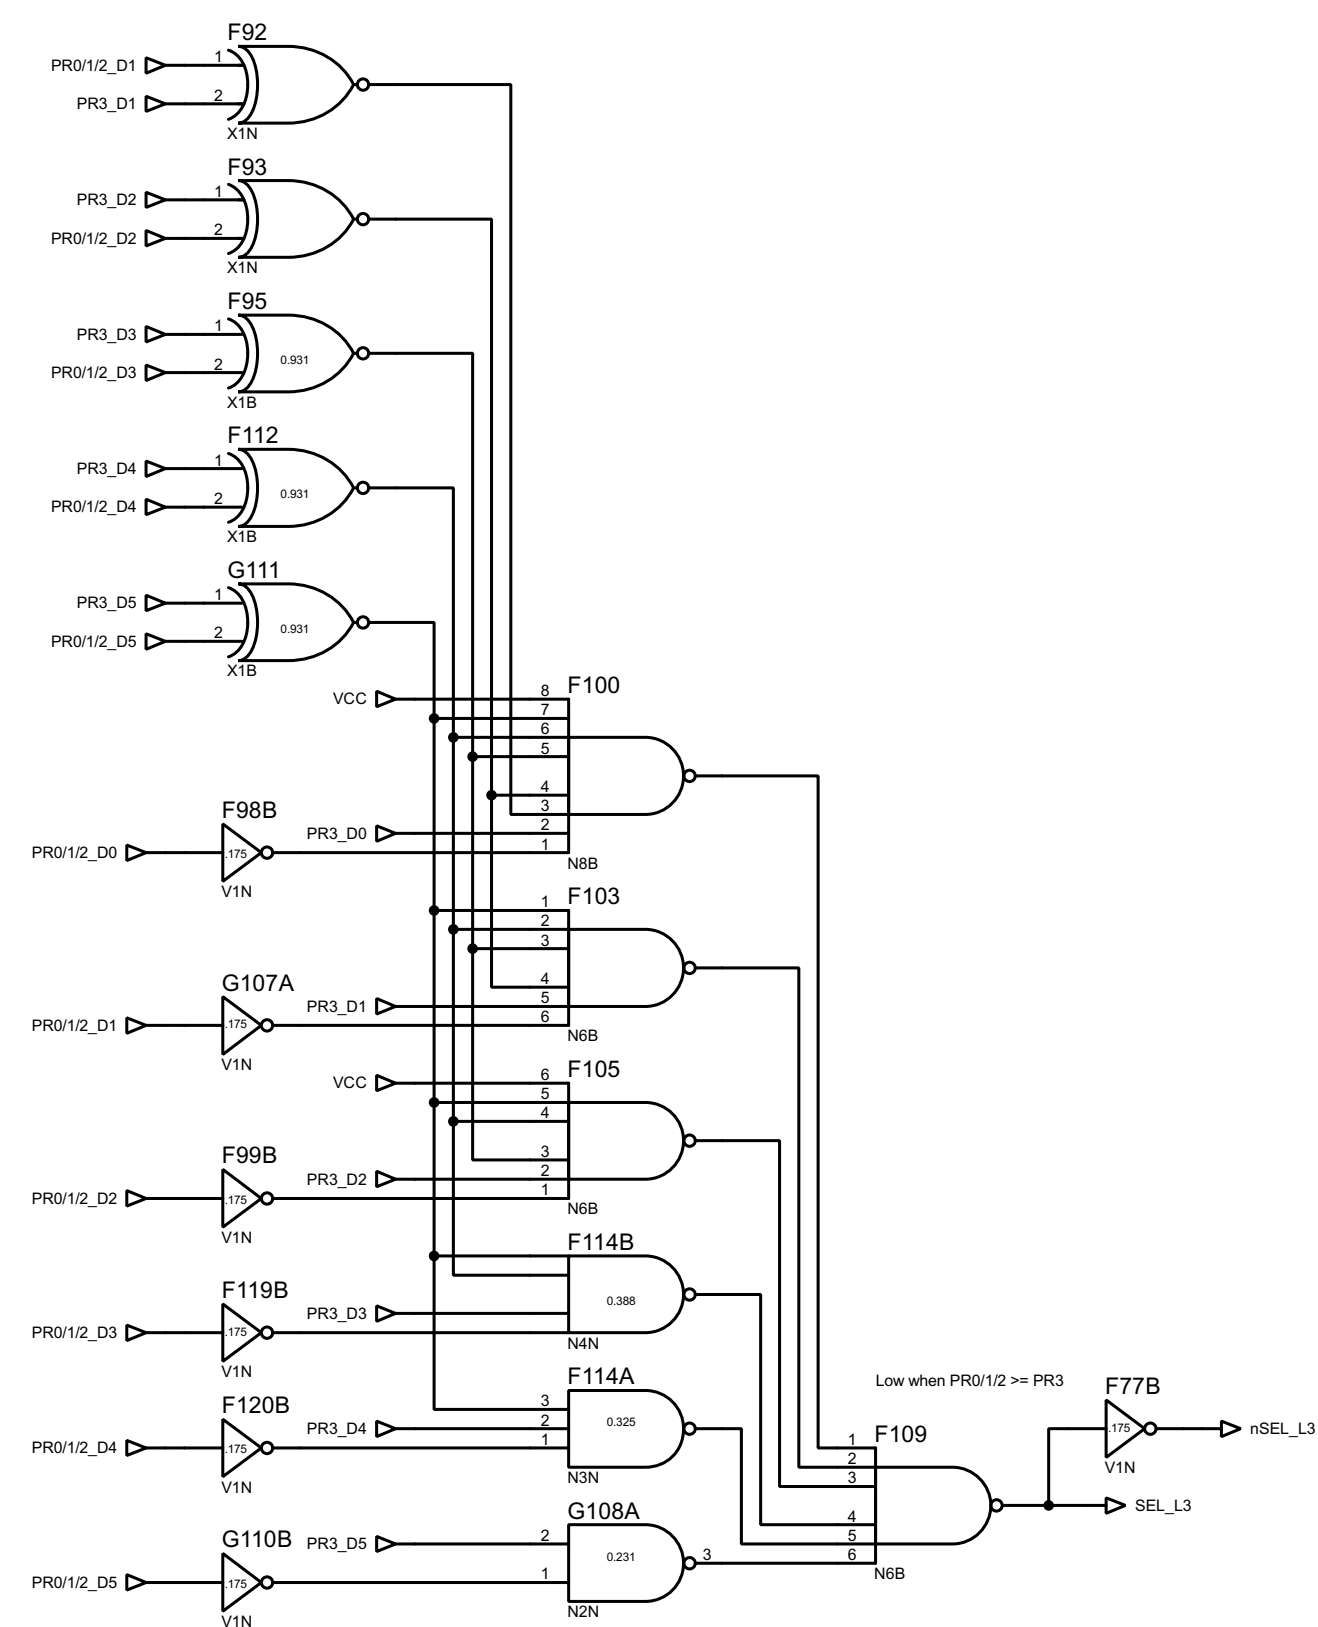 F92
PR0/1/2_D1 1
PR3_D1 2
X1N
F93
PR3_D2 1
PR0/1/2_D2 2
X1N
F95
PR3_D3 1
0.931
PR0/1/2_D3 2
X1B
F112
PR3_D4 1
0.931
PR0/1/2_D4 2
X1B
G111
PR3_D5 1
0.931
PR0/1/2_D5 2
X1B
F100
VCC 8
7
6
5
4
3
PR3_D0 2
1
N8B
F98B
PR0/1/2_D0 .175
V1N
F103
1
2
3
4
PR3_D1 5
6
N6B
G107A
PR0/1/2_D1 .175
V1N
F105
VCC 6
5
4
3
PR3_D2 2
1
N6B
F99B
PR0/1/2_D2 .175
V1N
F114B
0.388
PR3_D3
N4N
F119B
PR0/1/2_D3 .175
V1N
F114A
3
PR3_D4 2 0.325
1
N3N
F120B
PR0/1/2_D4 .175
V1N
G108A
PR3_D5 2
0.231 3
1
N2N
G110B
PR0/1/2_D5 .175
V1N
Low when PR0/1/2 >= PR3
F109
1
2
3
4
5
6
N6B
F77B
.175 nSEL_L3
V1N
SEL_L3